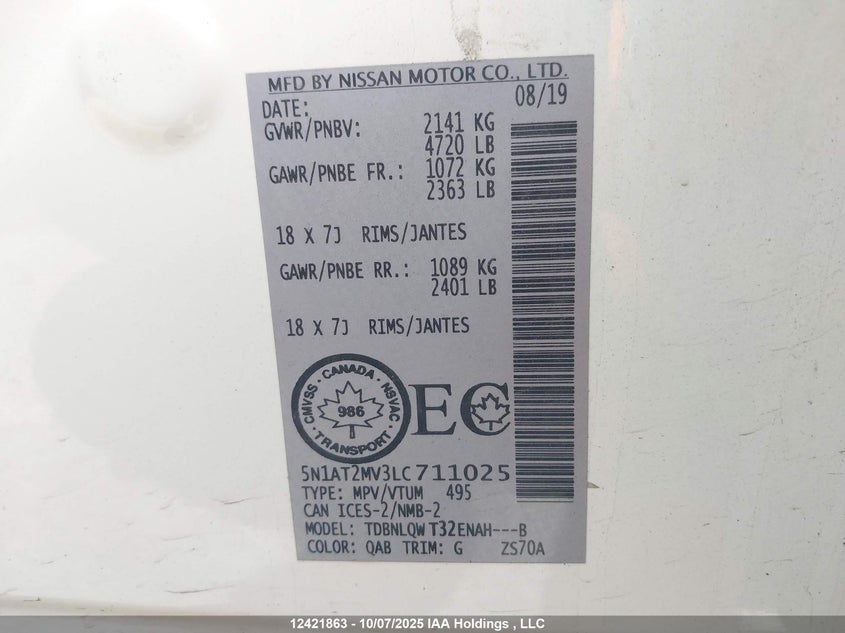 MFD BY NISSAN MOTOR CO., LTD.
DATE: 08/19
GVWR/PNBV: 2141 KG
4720 LB
GAWR/PNBE FR.: 1072 KG
2363 LB
18 X 7J RIMS/JANTES
GAWR/PNBE RR.: 1089 KG
2401 LB
18 X 7J RIMS/JANTES
CMVSS · CANADA · NSVAC
986
· TRANSPORT ·
EC
5N1AT2MV3LC711025
TYPE: MPV/VTUM 495
CAN ICES-2/NMB-2
MODEL: TDBNLQW T32ENAH---B
COLOR: QAB TRIM: G ZS70A
12421863 - 10/07/2025 IAA Holdings , LLC